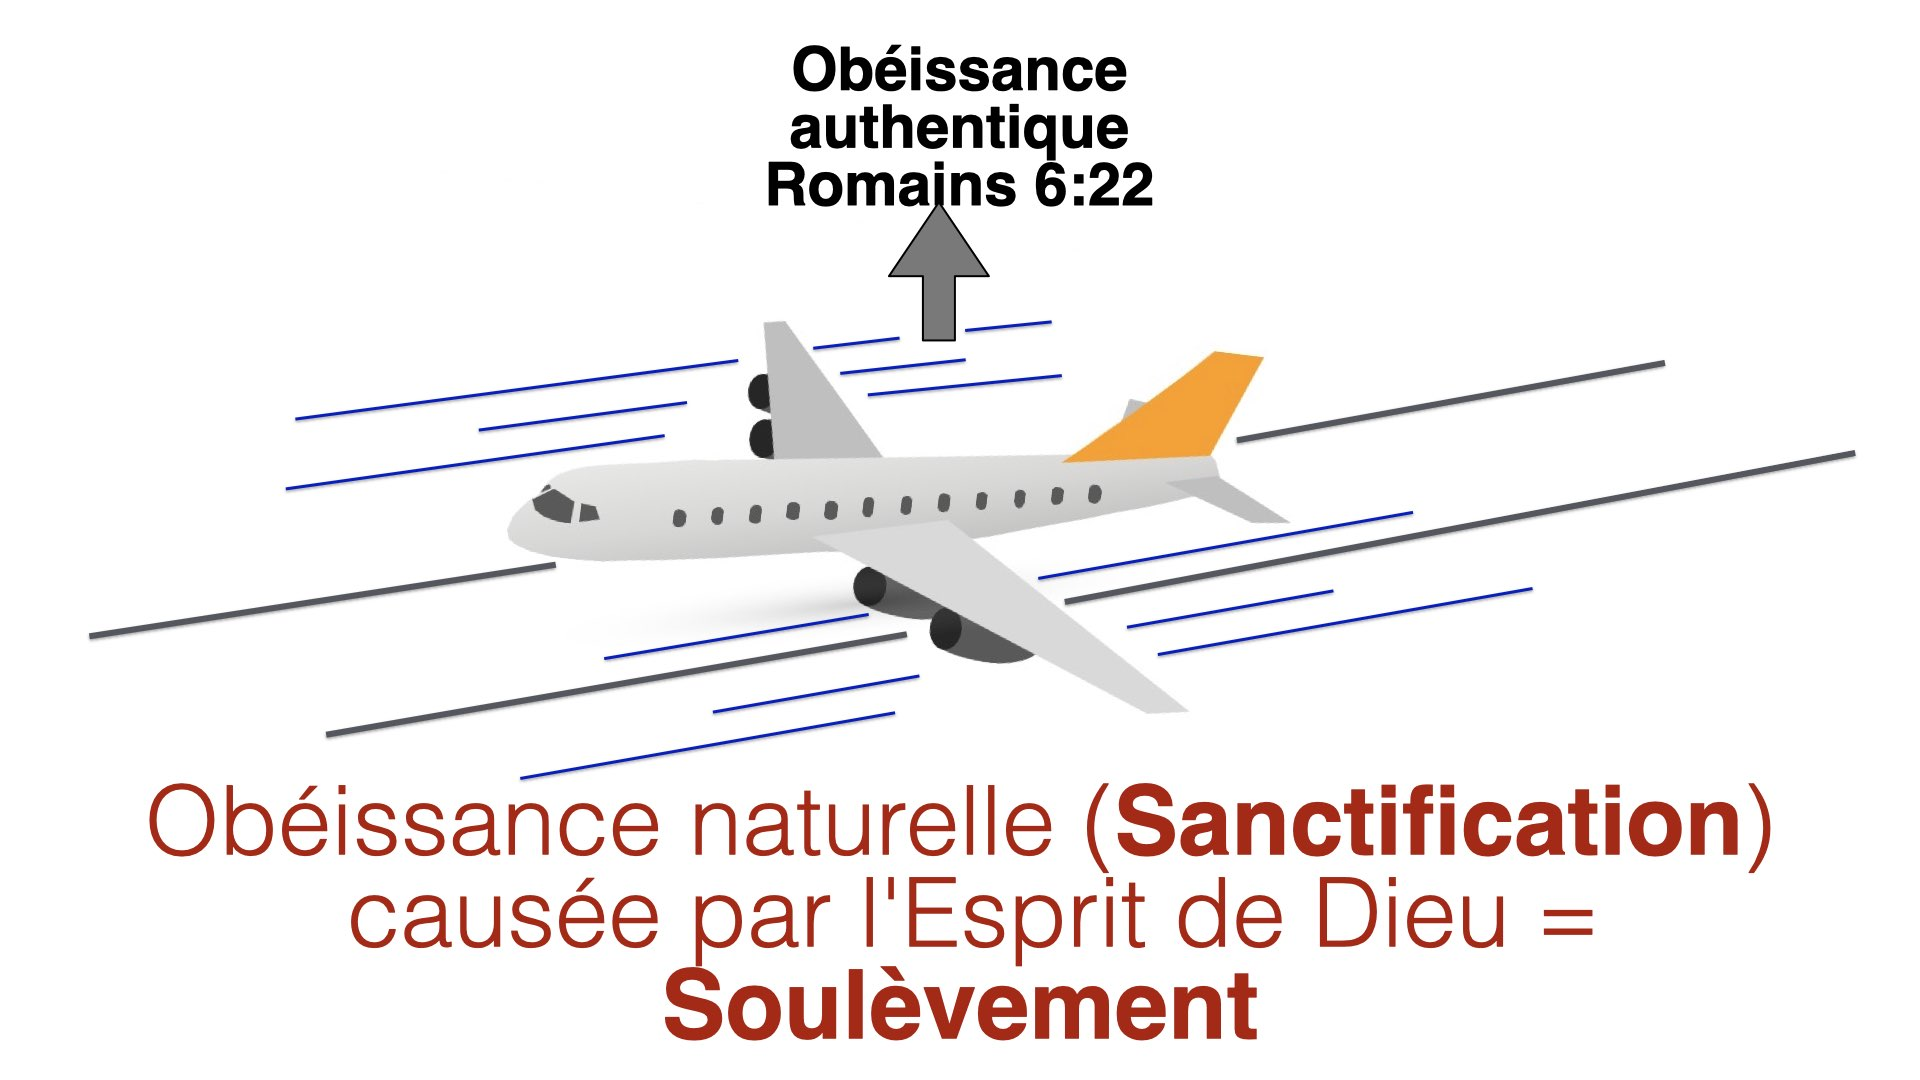 Obéissance
authentique
Romains 6:22
Obéissance naturelle (Sanctification)
causée par l'Esprit de Dieu =
Soulèvement